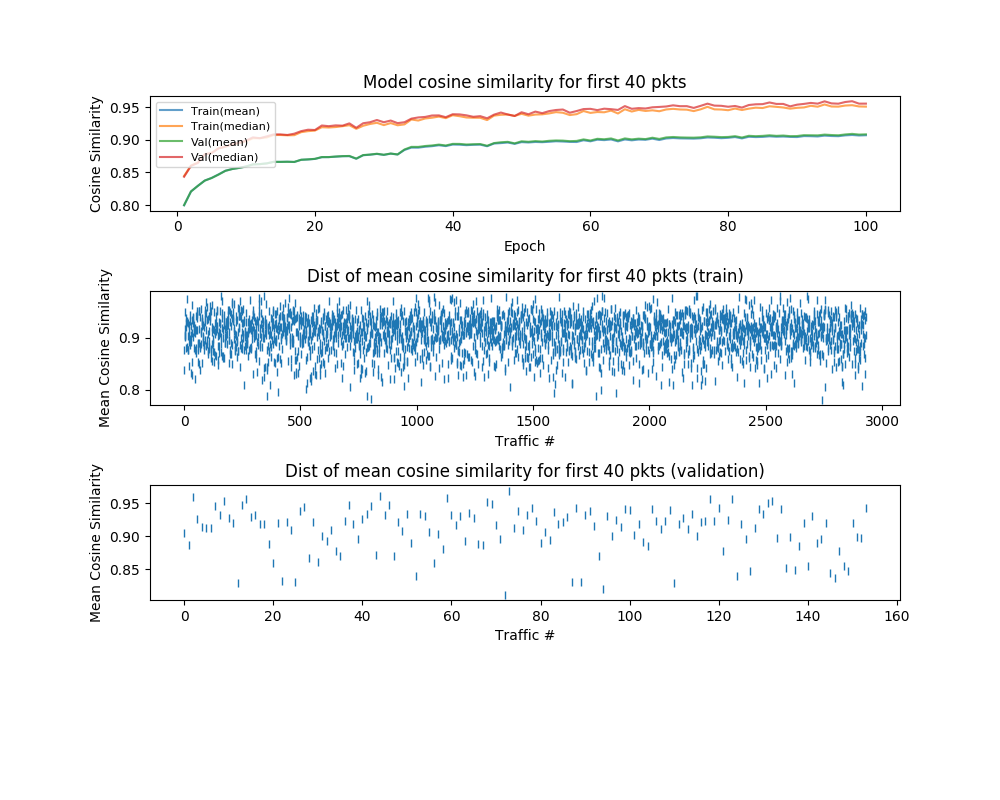 Model cosine similarity for first 40 pkts
Cosine Similarity
0.95
0.90
0.85
0.80
Train(mean)
Train(median)
Val(mean)
Val(median)
0 20 40 60 80 100
Epoch
Dist of mean cosine similarity for first 40 pkts (train)
Mean Cosine Similarity
0.9
0.8
0 500 1000 1500 2000 2500 3000
Traffic #
Dist of mean cosine similarity for first 40 pkts (validation)
Mean Cosine Similarity
0.95
0.90
0.85
0 20 40 60 80 100 120 140 160
Traffic #